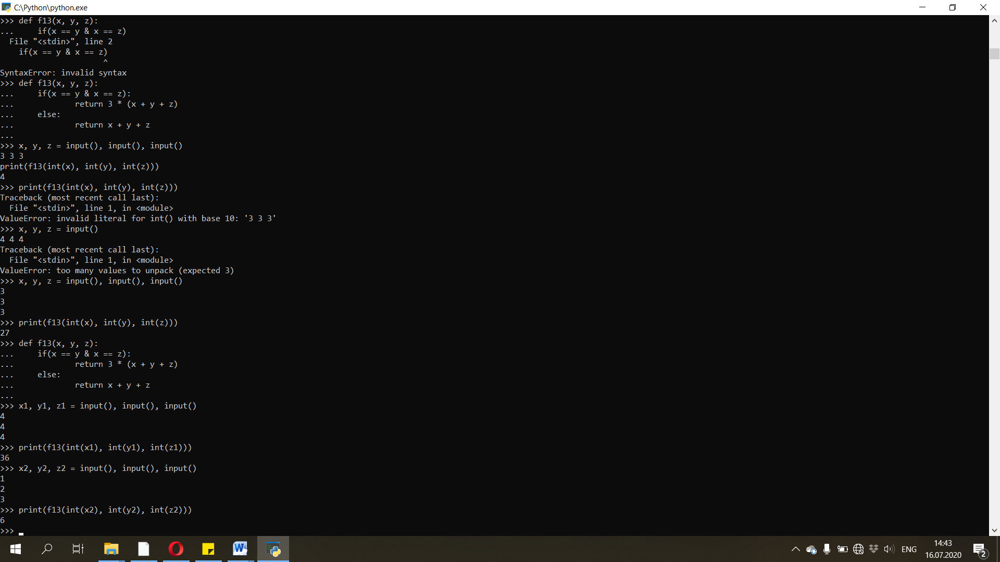 C:\Python\python.exe
>>> def f13(x, y, z):
...     if(x == y & x == z)
  File "<stdin>", line 2
    if(x == y & x == z)
                      ^
SyntaxError: invalid syntax
>>> def f13(x, y, z):
...     if(x == y & x == z):
...             return 3 * (x + y + z)
...     else:
...             return x + y + z
...
>>> x, y, z = input(), input(), input()
3 3 3
print(f13(int(x), int(y), int(z)))
4
>>> print(f13(int(x), int(y), int(z)))
Traceback (most recent call last):
  File "<stdin>", line 1, in <module>
ValueError: invalid literal for int() with base 10: '3 3 3'
>>> x, y, z = input()
4 4 4
Traceback (most recent call last):
  File "<stdin>", line 1, in <module>
ValueError: too many values to unpack (expected 3)
>>> x, y, z = input(), input(), input()
3
3
3
>>> print(f13(int(x), int(y), int(z)))
27
>>> def f13(x, y, z):
...     if(x == y & x == z):
...             return 3 * (x + y + z)
...     else:
...             return x + y + z
...
>>> x1, y1, z1 = input(), input(), input()
4
4
4
>>> print(f13(int(x1), int(y1), int(z1)))
36
>>> x2, y2, z2 = input(), input(), input()
1
2
3
>>> print(f13(int(x2), int(y2), int(z2)))
6
>>>
ENG
14:43
16.07.2020
2